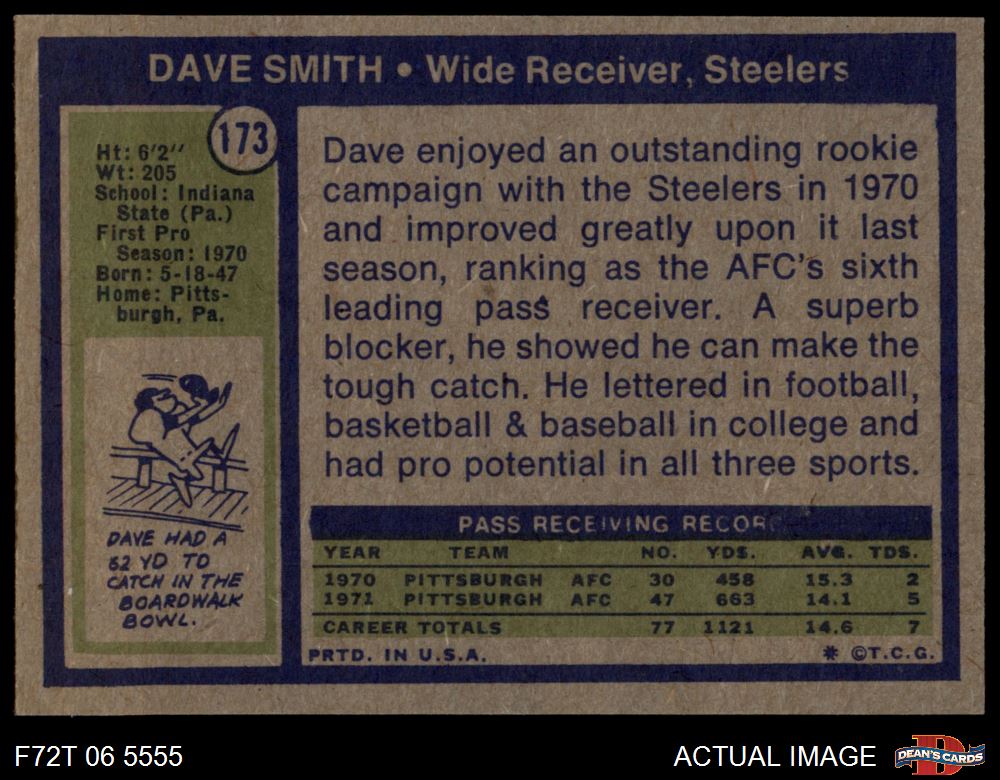 DAVE SMITH • Wide Receiver, Steelers
173
Ht: 6'2''
Wt: 205
School: Indiana
State (Pa.)
First Pro
Season: 1970
Born: 5-18-47
Home: Pitts-
burgh, Pa.
DAVE HAD A
62 YD TO
CATCH IN THE
BOARDWALK
BOWL.
Dave enjoyed an outstanding rookie
campaign with the Steelers in 1970
and improved greatly upon it last
season, ranking as the AFC's sixth
leading pass receiver. A superb
blocker, he showed he can make the
tough catch. He lettered in football,
basketball & baseball in college and
had pro potential in all three sports.
PASS RECEIVING RECOR
YEAR TEAM NO. YDS. AVG. TDS.
1970 PITTSBURGH AFC 30 458 15.3 2
1971 PITTSBURGH AFC 47 663 14.1 5
CAREER TOTALS 77 1121 14.6 7
PRTD. IN U.S.A. * ©T.C.G.
F72T 06 5555 ACTUAL IMAGE DEAN'S CARDS